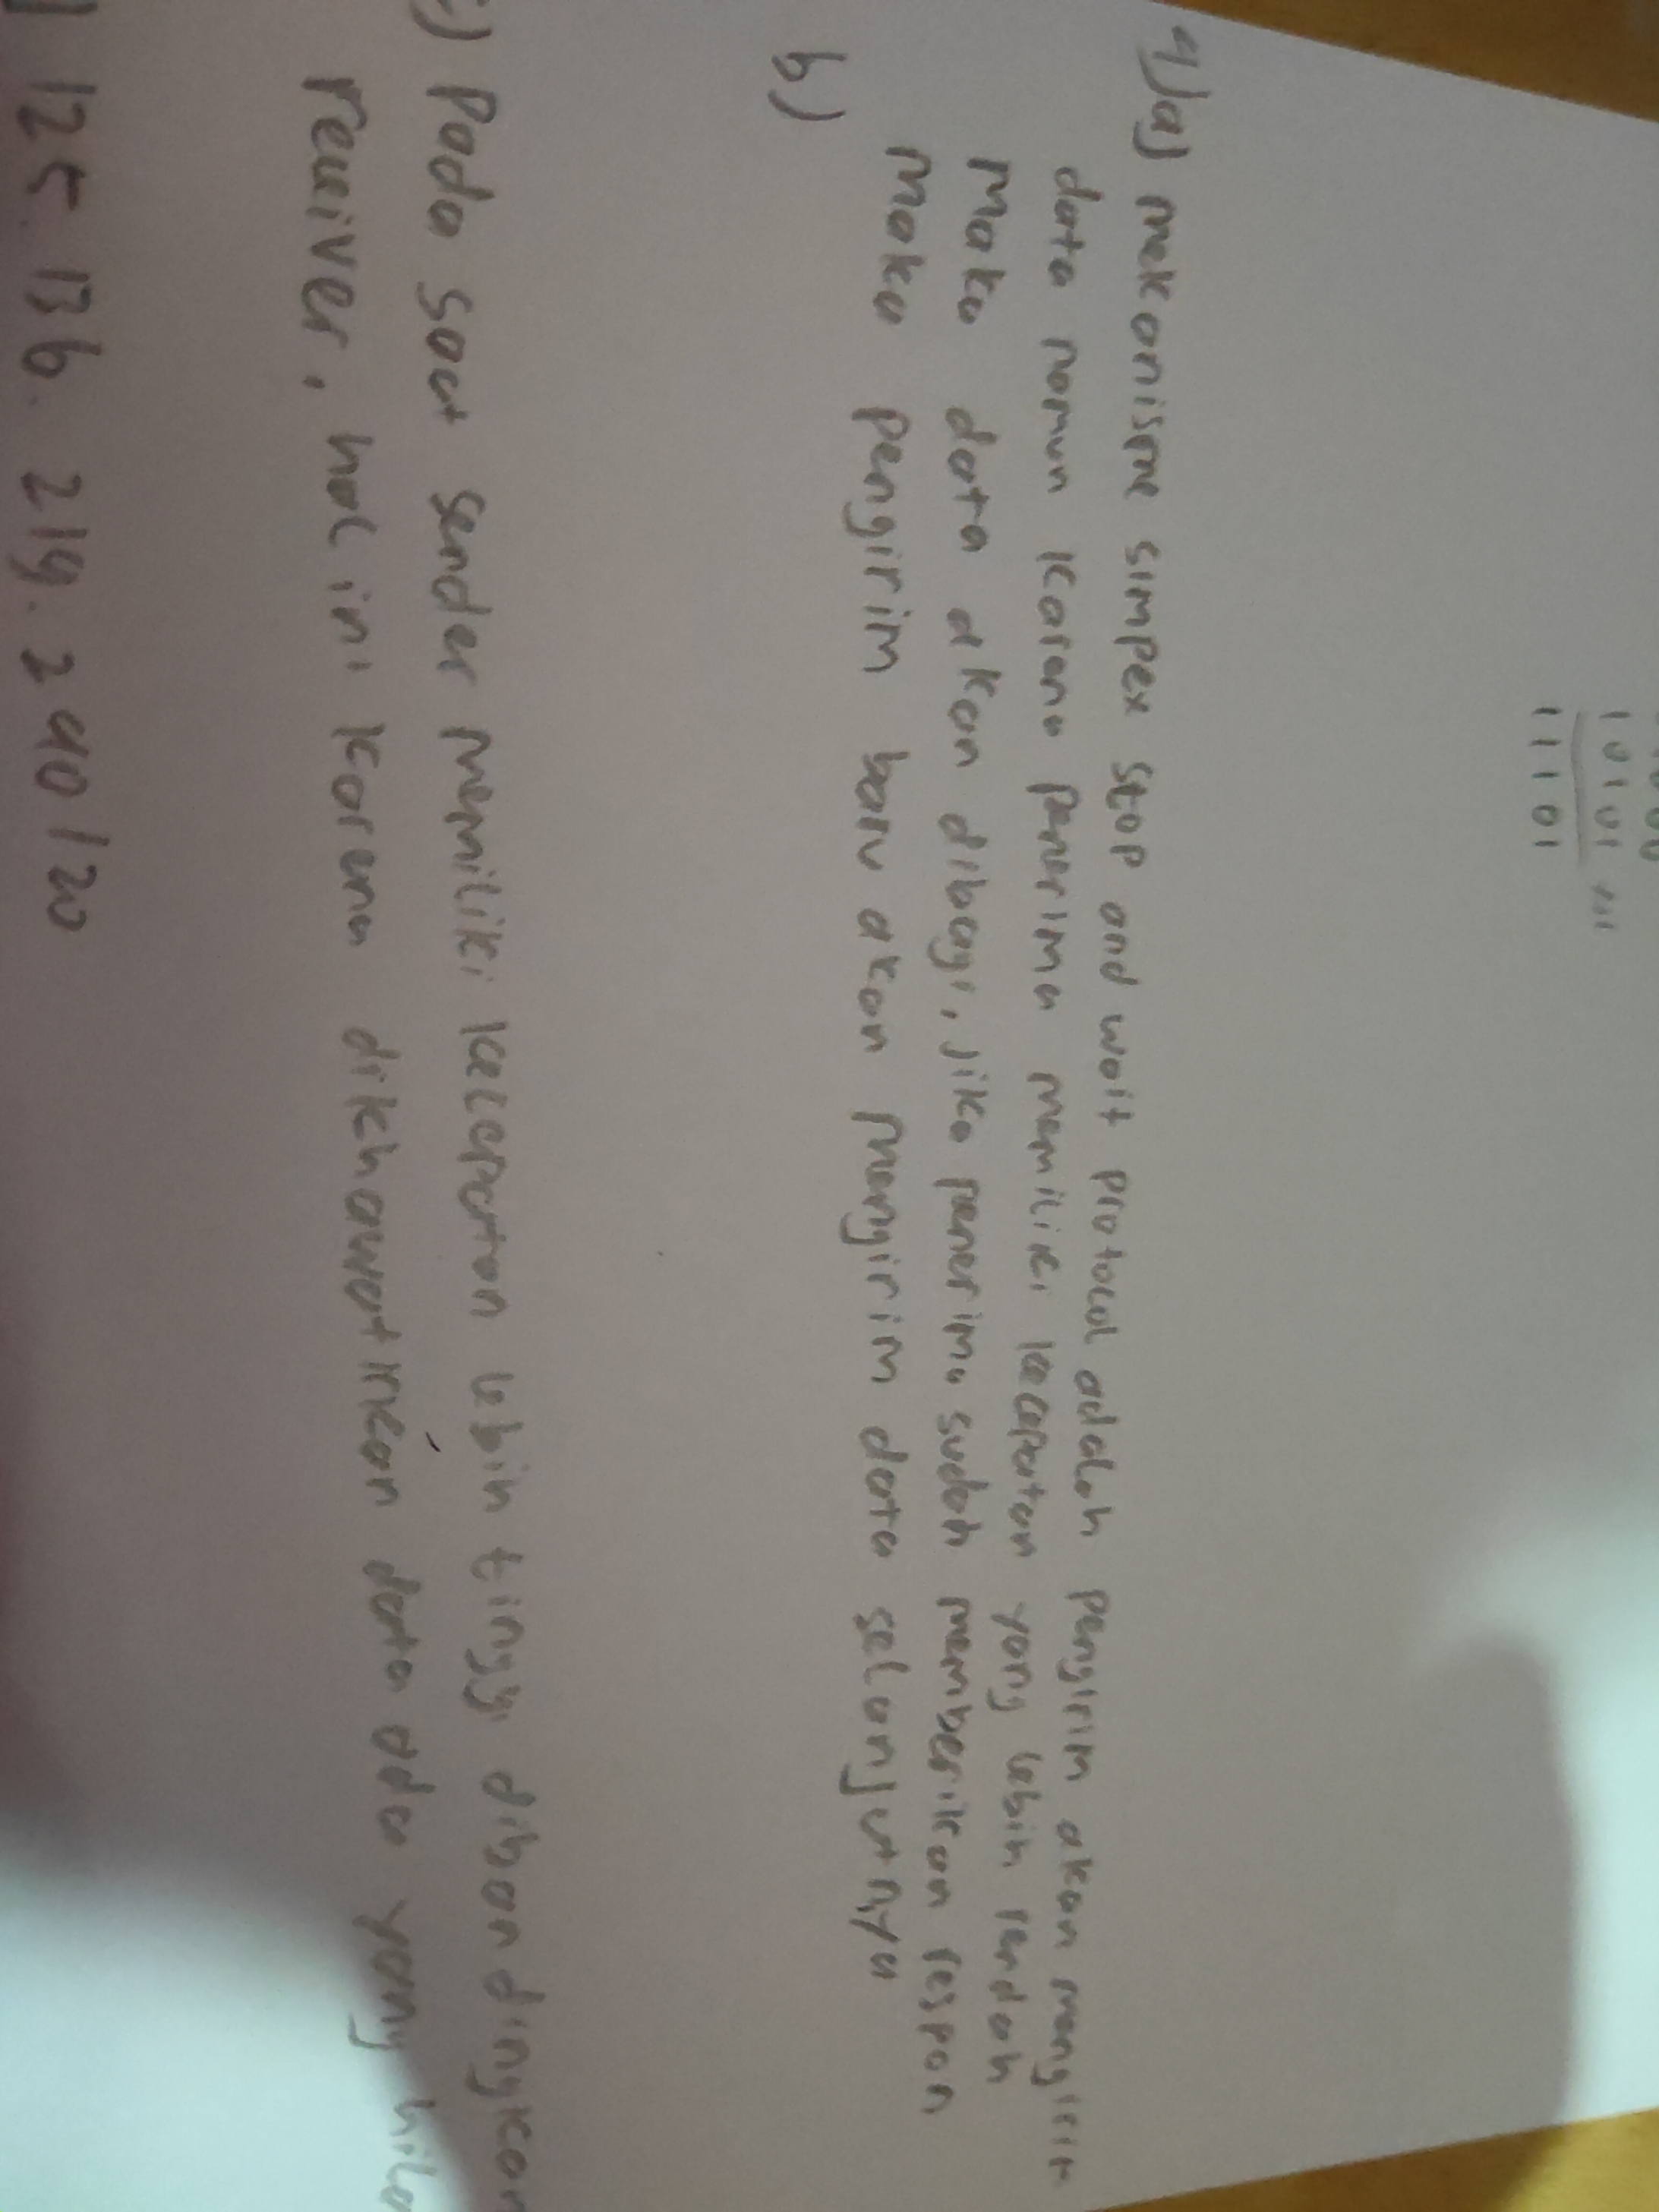 10101
11101
4) a) mekanisme simpex stop and wait protocol adalah pengirim akan mengirim
data namun karena penerima memiliki kecepatan yang lebih rendah
Maka data akan dibagi, jika penerima sudah memberikan respon
Maka pengirim baru akan mengirim data selanjutnya
b)
c) Pada saat sender memiliki kecepatan lebih tinggi dibandingkan
receiver, hal ini karena dikhawatirkan data ada yang hila
125. 136. 219. 240/20